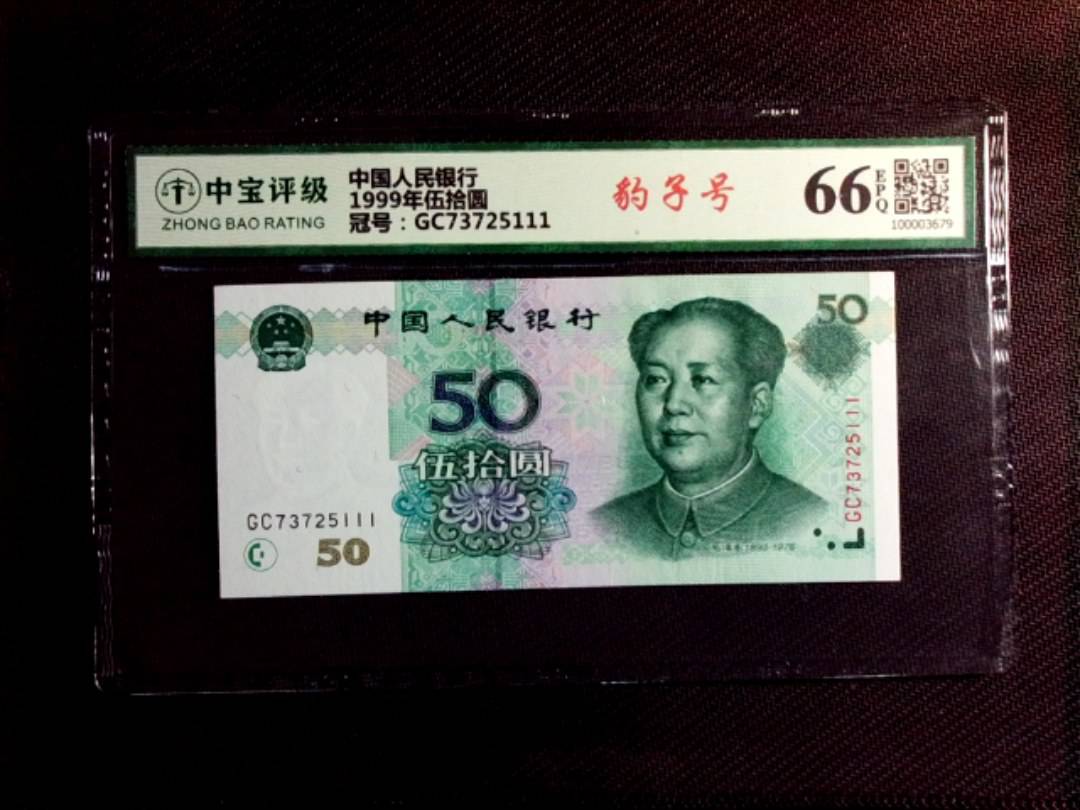 中宝评级
ZHONG BAO RATING
中国人民银行
1999年伍拾圆
冠号：GC73725111
豹子号
66
EPQ
100003679
中国人民银行
50
50
伍拾圆
GC73725111
50
GC73725111